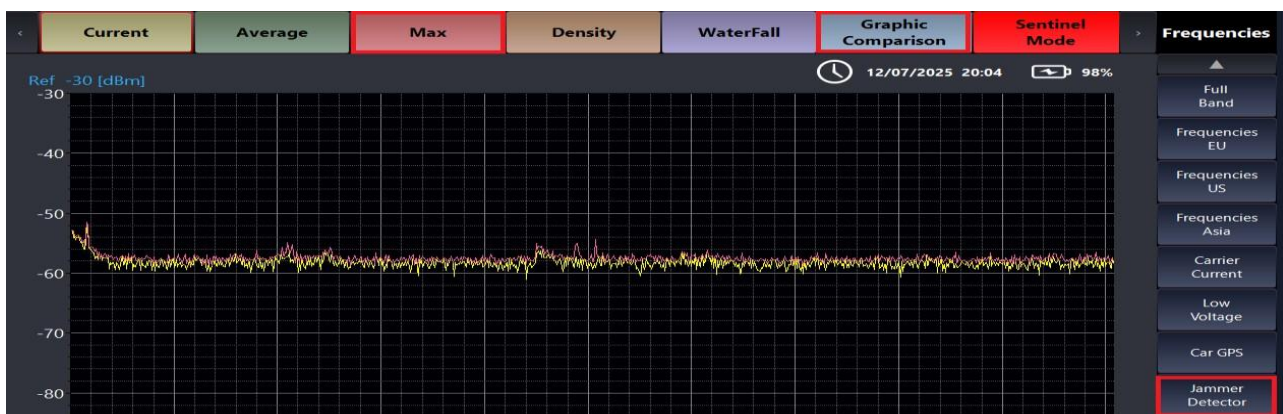 ‹
Current
Average
Max
Density
WaterFall
Graphic
Comparison
Sentinel
Mode
›
Frequencies
Ref -30 [dBm]
12/07/2025 20:04
98%
-30
-40
-50
-60
-70
-80
Full
Band
Frequencies
EU
Frequencies
US
Frequencies
Asia
Carrier
Current
Low
Voltage
Car GPS
Jammer
Detector